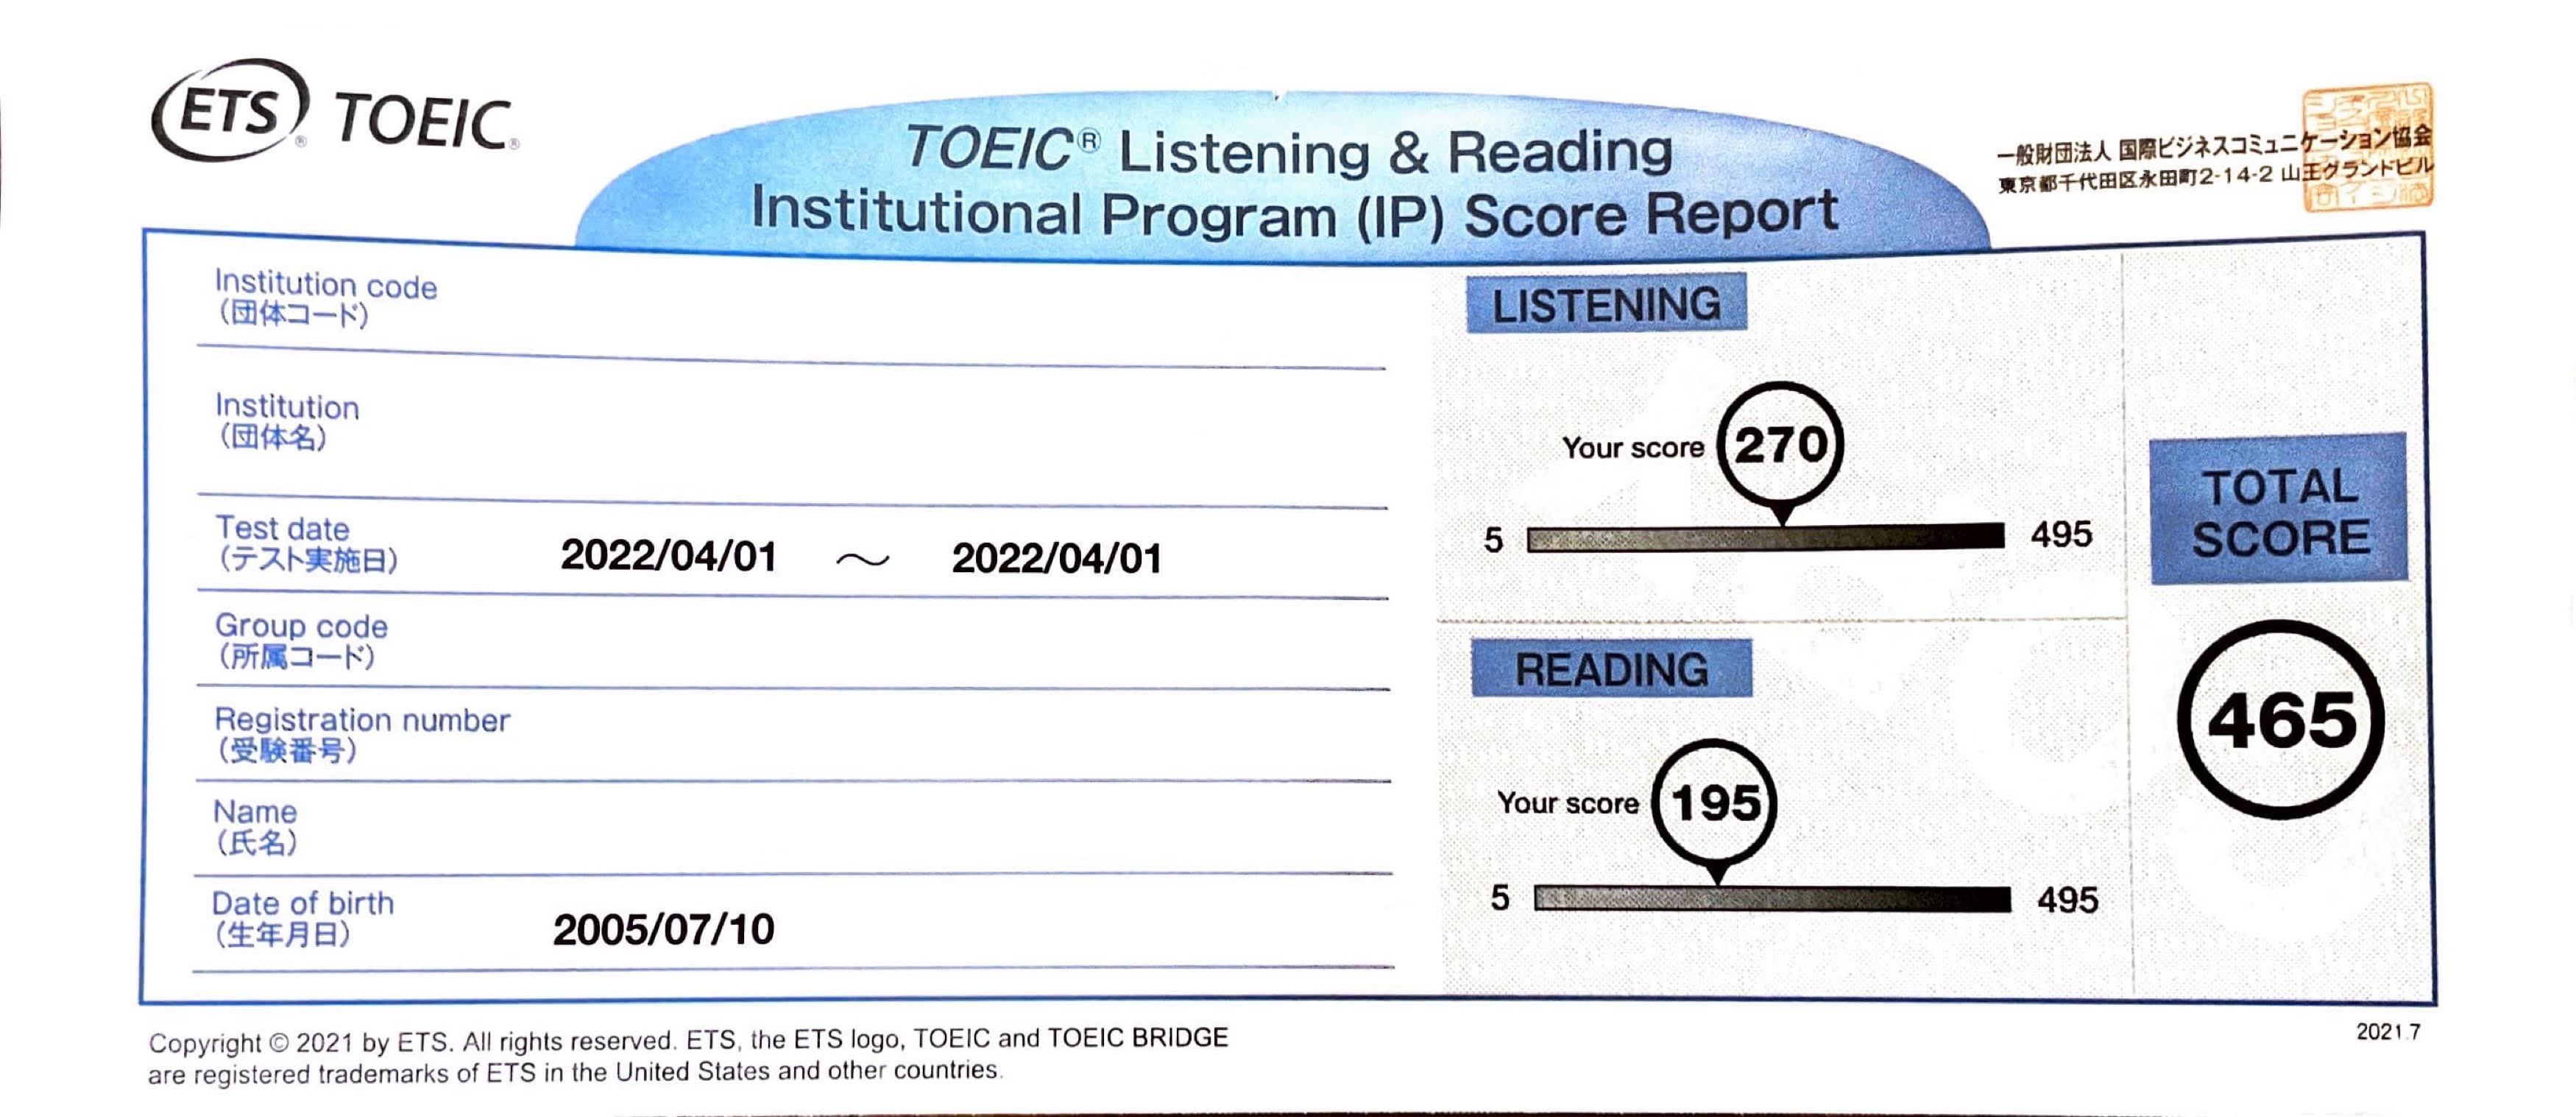 ETS® TOEIC®
TOEIC® Listening & Reading
Institutional Program (IP) Score Report
一般財団法人 国際ビジネスコミュニケーション協会
東京都千代田区永田町2-14-2 山王グランドビル
Institution code
(団体コード)
Institution
(団体名)
Test date
(テスト実施日)
2022/04/01 ～ 2022/04/01
Group code
(所属コード)
Registration number
(受験番号)
Name
(氏名)
Date of birth
(生年月日)
2005/07/10
LISTENING
Your score 270
5 495
READING
Your score 195
5 495
TOTAL
SCORE
465
Copyright © 2021 by ETS. All rights reserved. ETS, the ETS logo, TOEIC and TOEIC BRIDGE
are registered trademarks of ETS in the United States and other countries.
2021.7